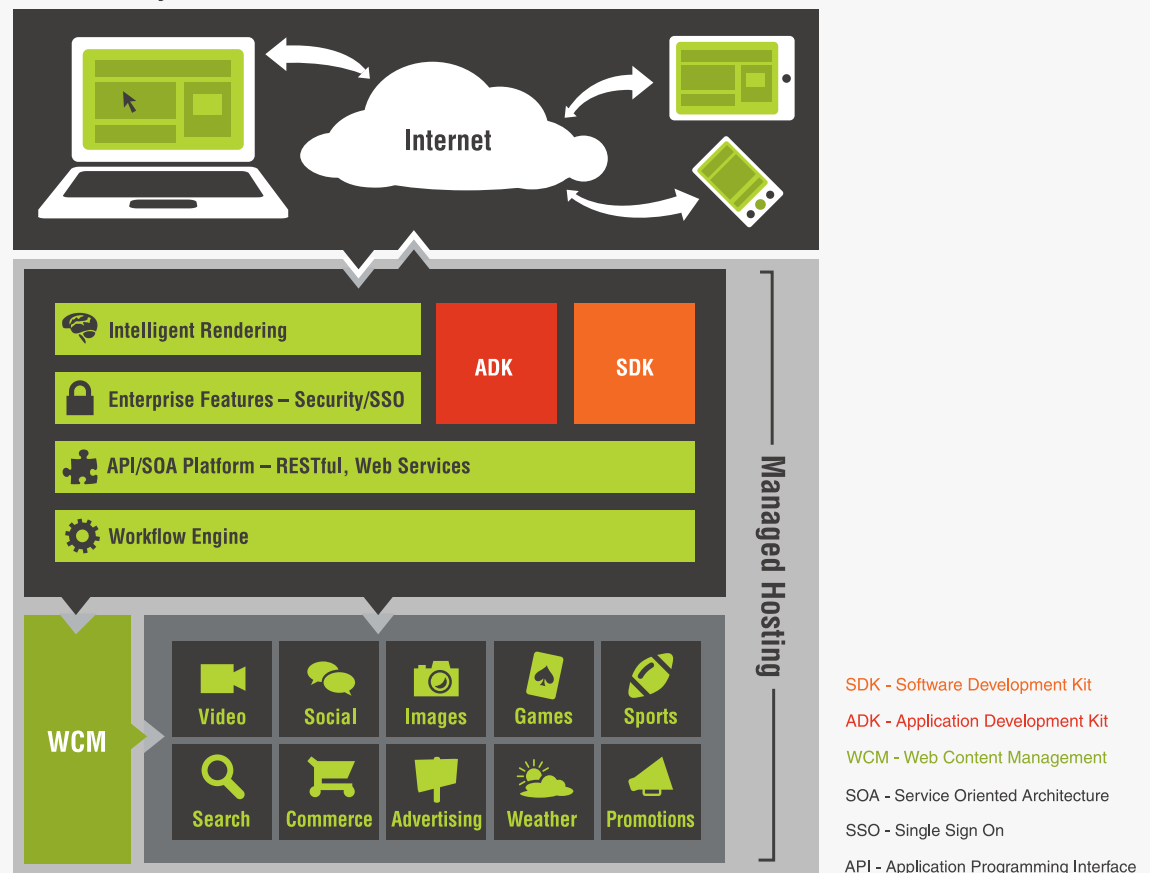 Internet
Intelligent Rendering
Enterprise Features – Security/SSO
ADK
SDK
API/SOA Platform – RESTful, Web Services
Workflow Engine
Managed Hosting
WCM
Video
Social
Images
Games
Sports
Search
Commerce
Advertising
Weather
Promotions
SDK - Software Development Kit
ADK - Application Development Kit
WCM - Web Content Management
SOA - Service Oriented Architecture
SSO - Single Sign On
API - Application Programming Interface